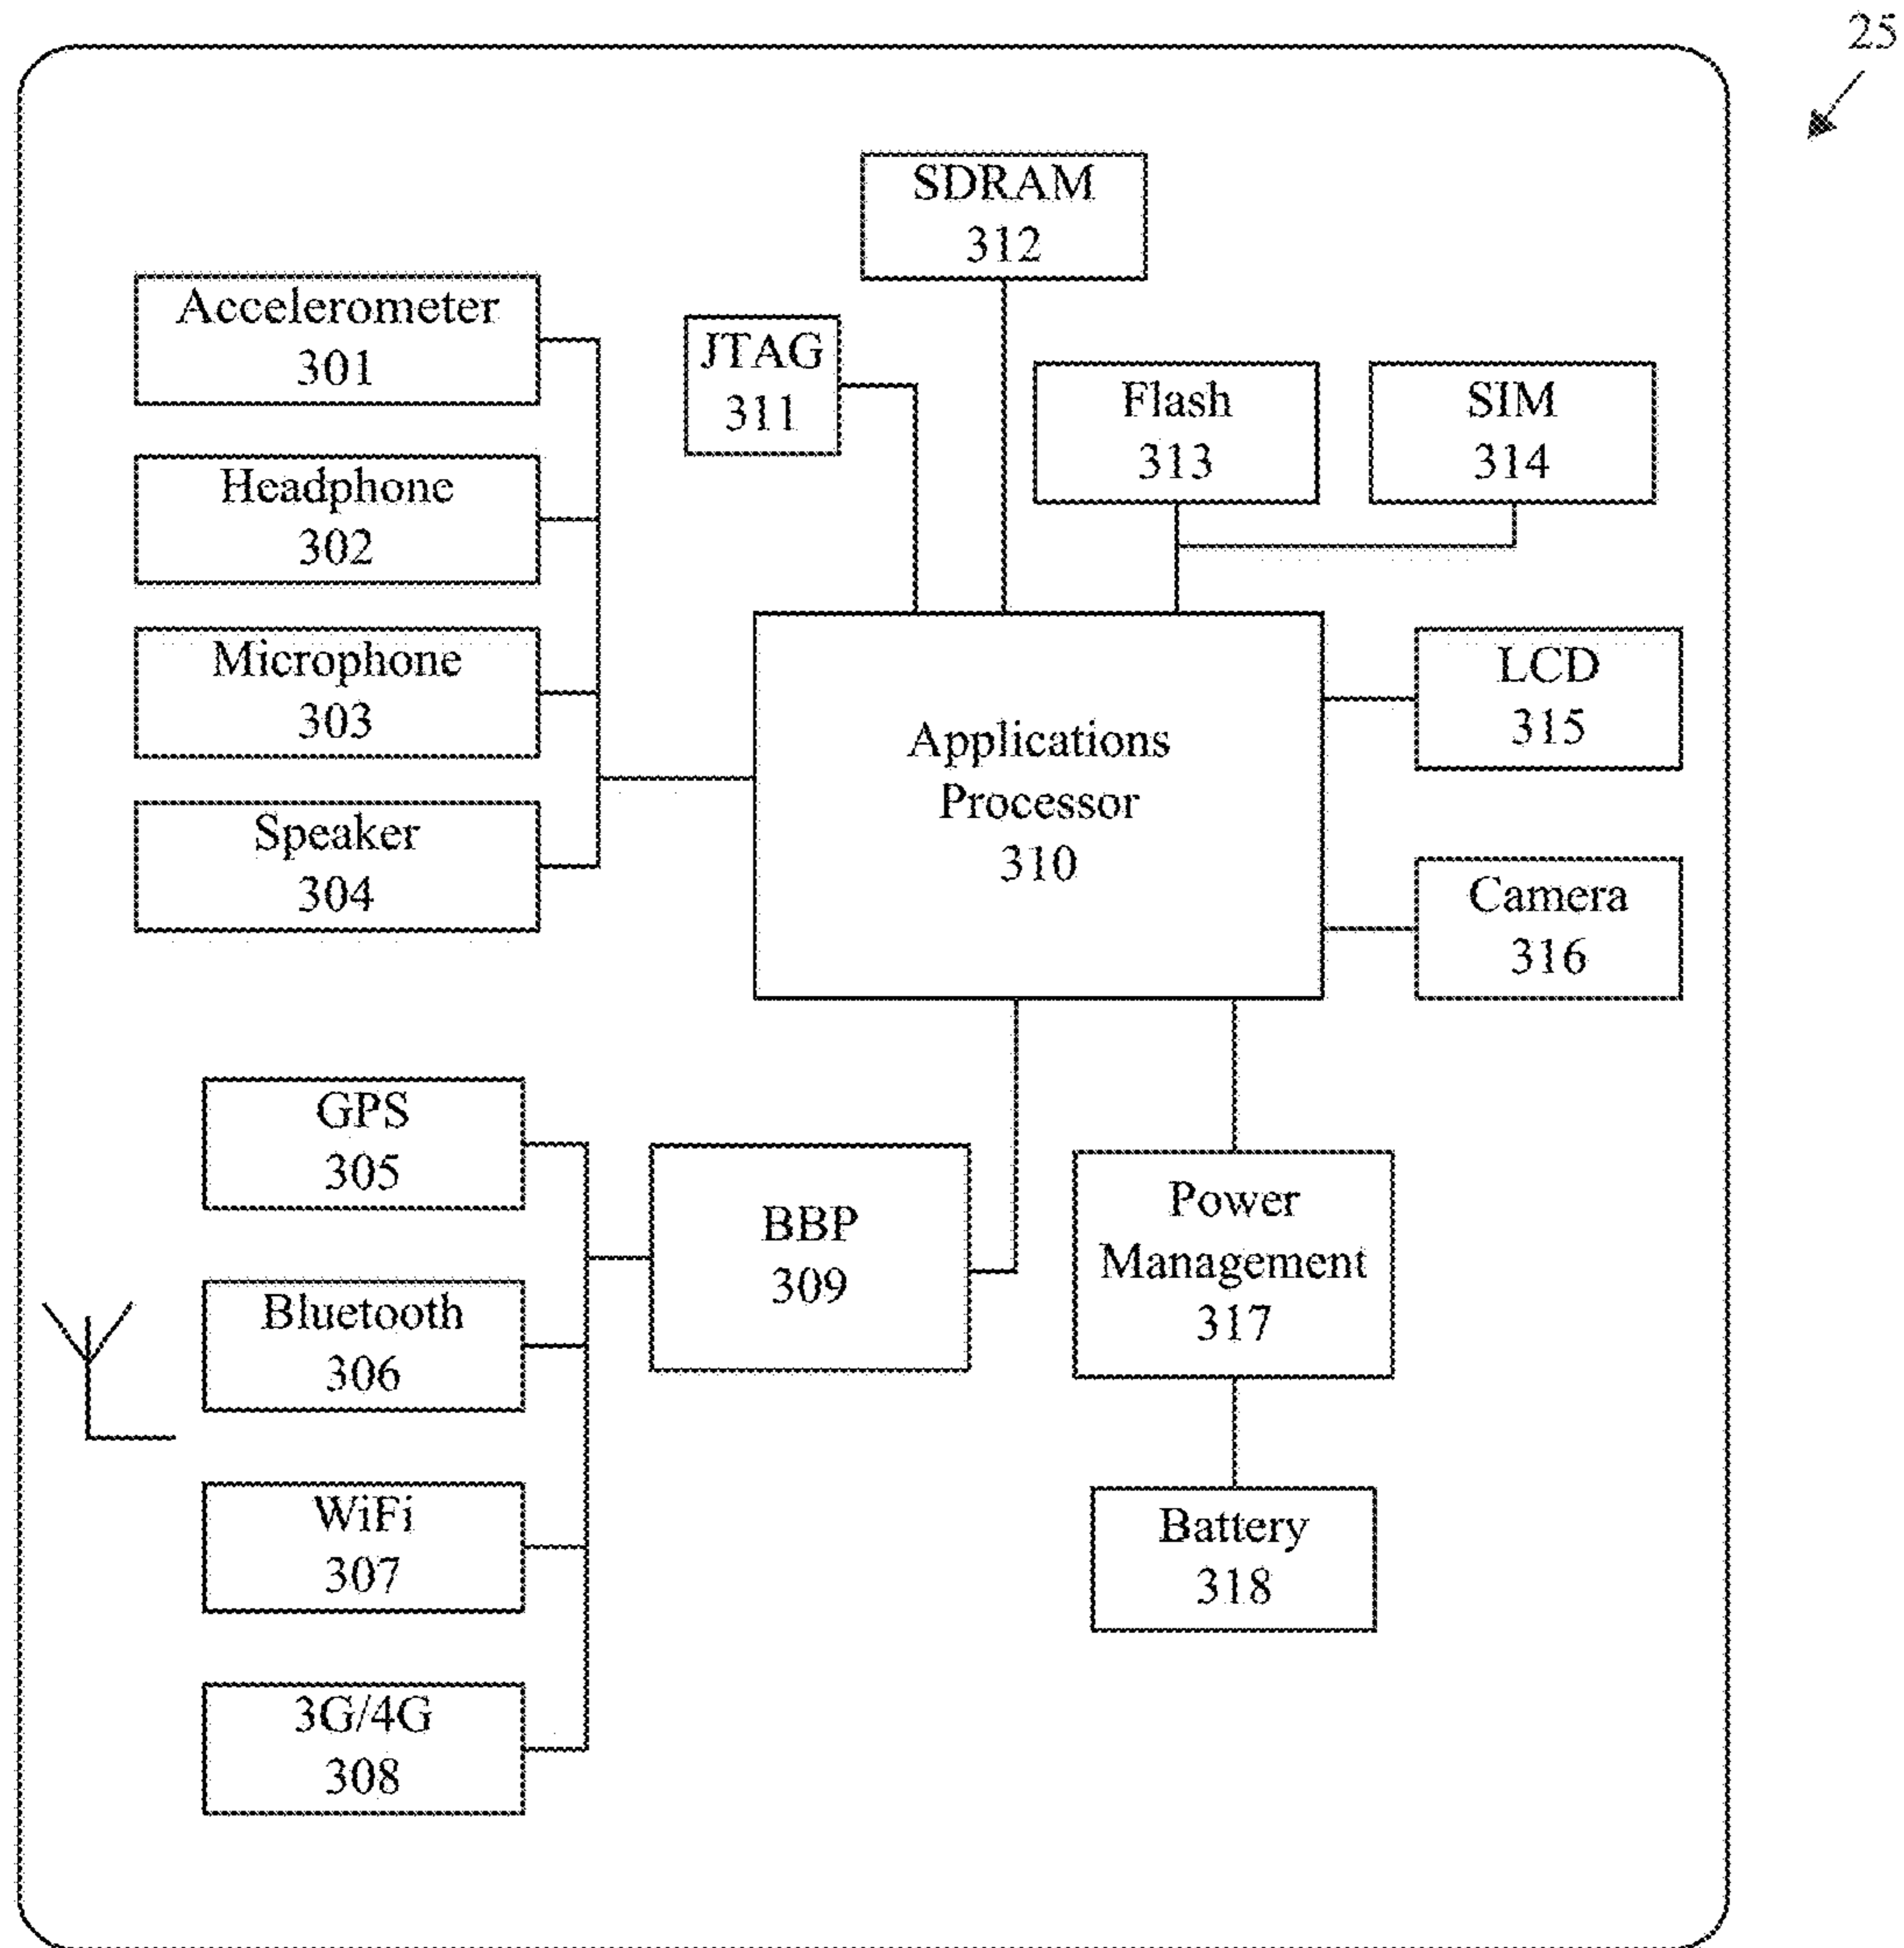 25
SDRAM
312
Accelerometer
301
JTAG
311
Flash
313
SIM
314
Headphone
302
Microphone
303
LCD
315
Applications
Processor
310
Speaker
304
Camera
316
GPS
305
BBP
309
Power
Management
317
Bluetooth
306
WiFi
307
Battery
318
3G/4G
308